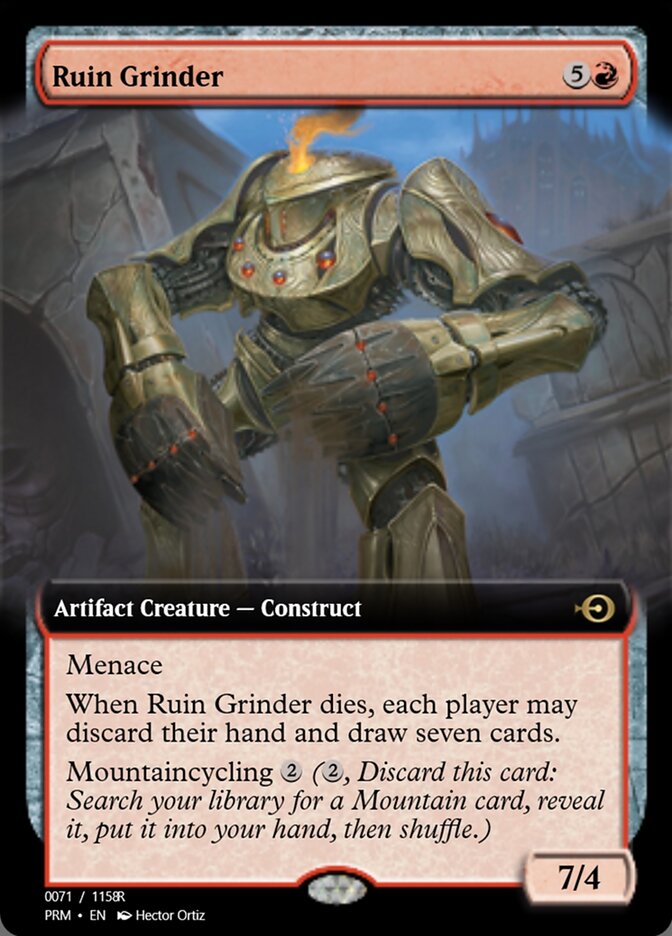 Ruin Grinder 5
Artifact Creature — Construct
Menace
When Ruin Grinder dies, each player may
discard their hand and draw seven cards.
Mountaincycling 2 (2, Discard this card:
Search your library for a Mountain card, reveal
it, put it into your hand, then shuffle.)
7/4
0071 / 1158R
PRM • EN Hector Ortiz